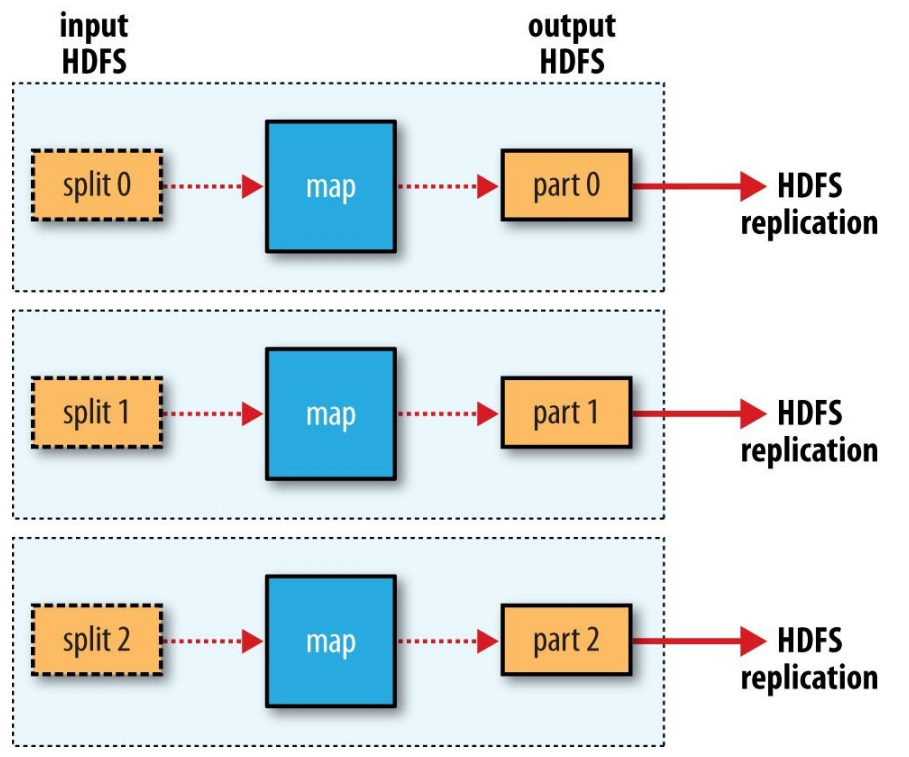 input
HDFS
output
HDFS
split 0
map
part 0
HDFS
replication
split 1
map
part 1
HDFS
replication
split 2
map
part 2
HDFS
replication